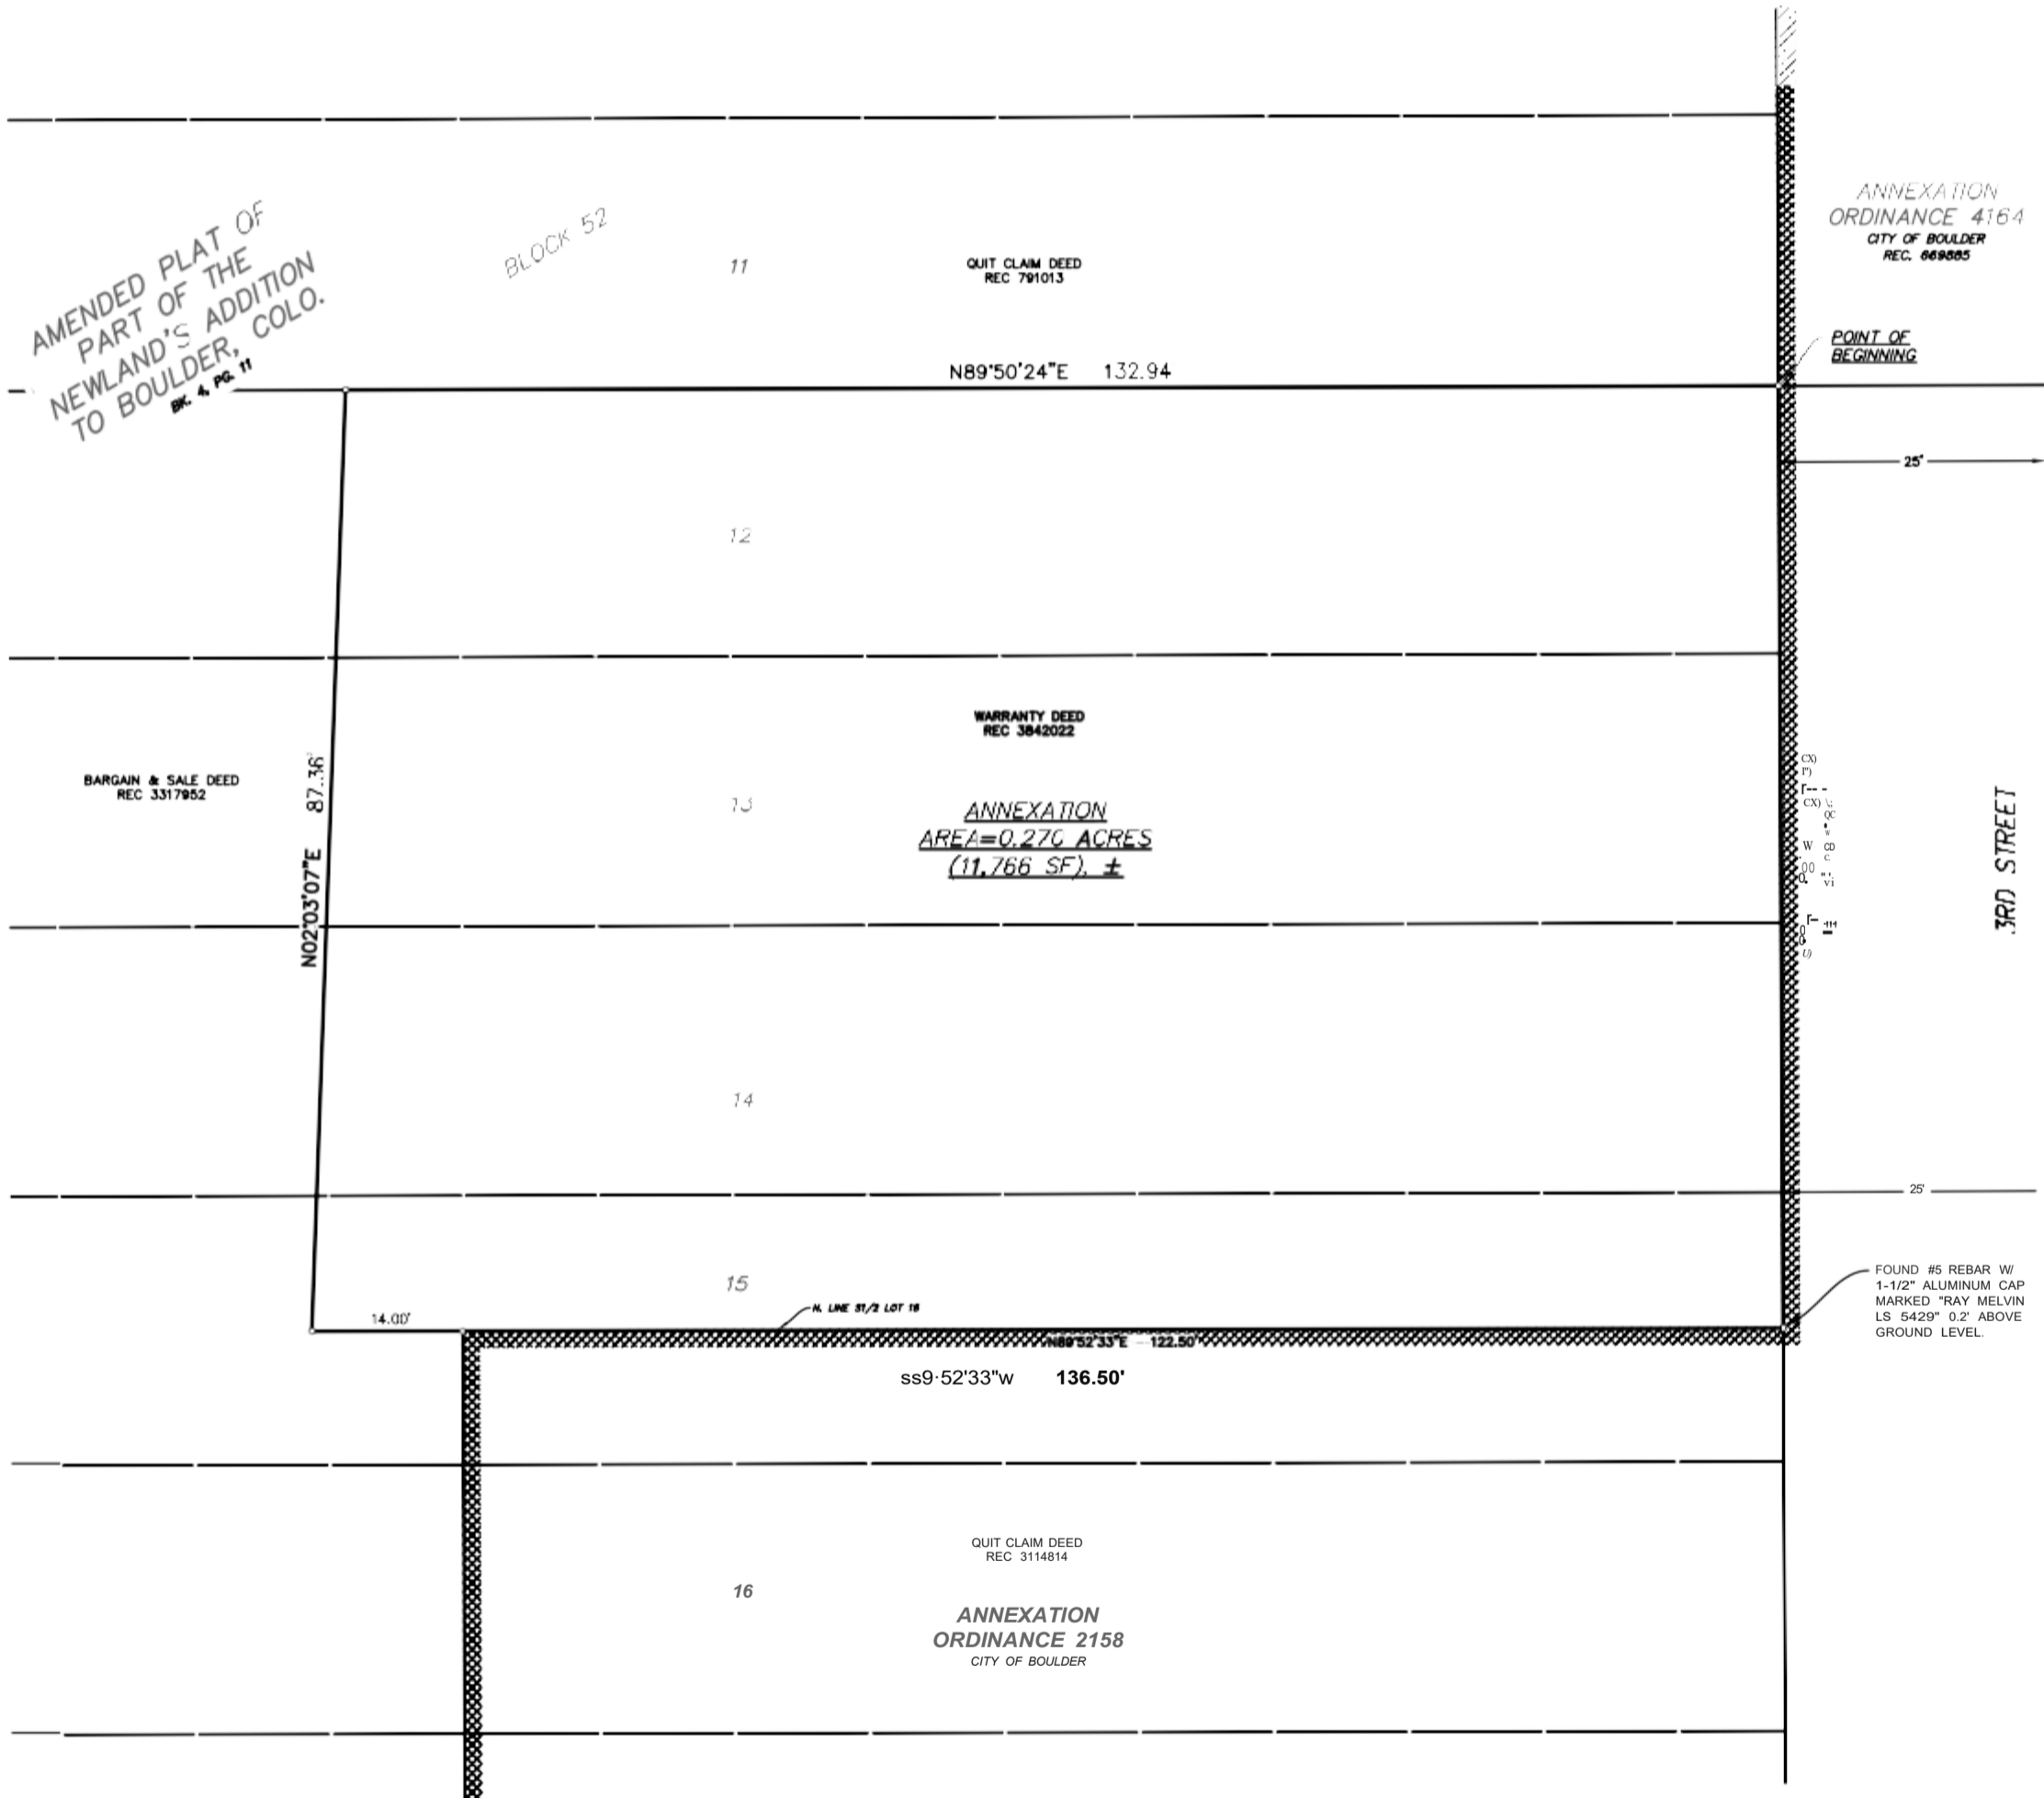 ANNEXATION
ORDINANCE 4164
CITY OF BOULDER
REC. 669885
AMENDED PLAT OF
PART OF THE
NEWLAND'S ADDITION
TO BOULDER, COLO.
BK. 4, PG. 11
BLOCK 52
11
QUIT CLAIM DEED
REC 791013
POINT OF
BEGINNING
N89°50'24"E 132.94
25'
12
WARRANTY DEED
REC 3842022
BARGAIN & SALE DEED
REC 3317952
N02°03'07"E 87.36'
13
ANNEXATION
AREA=0.270 ACRES
(11,766 SF), ±
3RD STREET
14
25'
15
14.00'
N. LINE S1/2 LOT 15
FOUND #5 REBAR W/
1-1/2" ALUMINUM CAP
MARKED "RAY MELVIN
LS 5429" 0.2' ABOVE
GROUND LEVEL.
N89°52'33"E 122.50'
ss9·52'33"w 136.50'
QUIT CLAIM DEED
REC 3114814
16
ANNEXATION
ORDINANCE 2158
CITY OF BOULDER